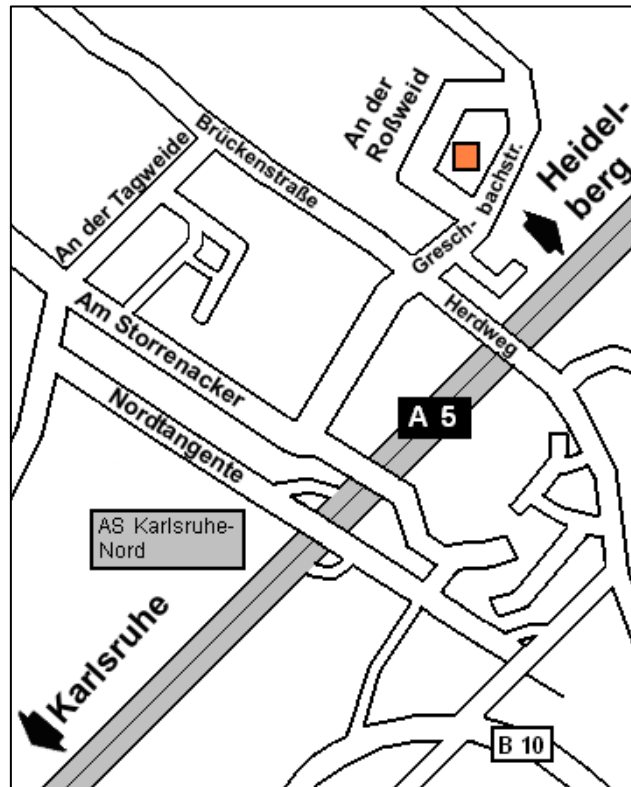 An der
Roßweid
Brückenstraße
An der Tagweide
Gresch-
bachstr.
Heidel-
berg
Am Storrenacker
Herdweg
Nordtangente
A 5
AS Karlsruhe-
Nord
Karlsruhe
B 10